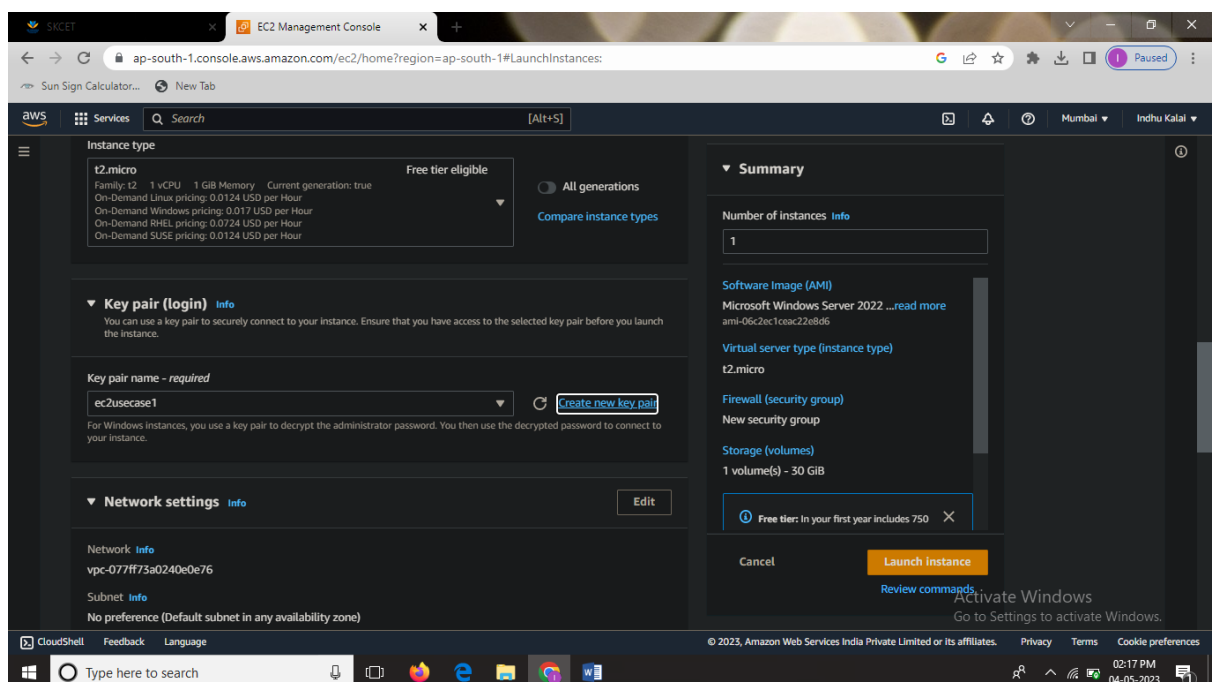 SKCET
EC2 Management Console
ap-south-1.console.aws.amazon.com/ec2/home?region=ap-south-1#LaunchInstances:
Paused
Sun Sign Calculator...
New Tab
aws
Services
Search
[Alt+S]
Mumbai
Indhu Kalai
Instance type
t2.micro
Free tier eligible
Family: t2 1 vCPU 1 GiB Memory Current generation: true
On-Demand Linux pricing: 0.0124 USD per Hour
On-Demand Windows pricing: 0.017 USD per Hour
On-Demand RHEL pricing: 0.0724 USD per Hour
On-Demand SUSE pricing: 0.0124 USD per Hour
All generations
Compare instance types
Key pair (login) Info
You can use a key pair to securely connect to your instance. Ensure that you have access to the selected key pair before you launch
the instance.
Key pair name - required
ec2usecase1
Create new key pair
For Windows instances, you use a key pair to decrypt the administrator password. You then use the decrypted password to connect to
your instance.
Network settings Info
Edit
Network Info
vpc-077ff73a0240e0e76
Subnet Info
No preference (Default subnet in any availability zone)
Summary
Number of instances Info
1
Software Image (AMI)
Microsoft Windows Server 2022 ...read more
ami-06c2ec1ceac22e8d6
Virtual server type (instance type)
t2.micro
Firewall (security group)
New security group
Storage (volumes)
1 volume(s) - 30 GiB
Free tier: In your first year includes 750
Cancel
Launch instance
Review commands
Activate Windows
Go to Settings to activate Windows.
CloudShell
Feedback
Language
© 2023, Amazon Web Services India Private Limited or its affiliates.
Privacy
Terms
Cookie preferences
Type here to search
02:17 PM
04-05-2023